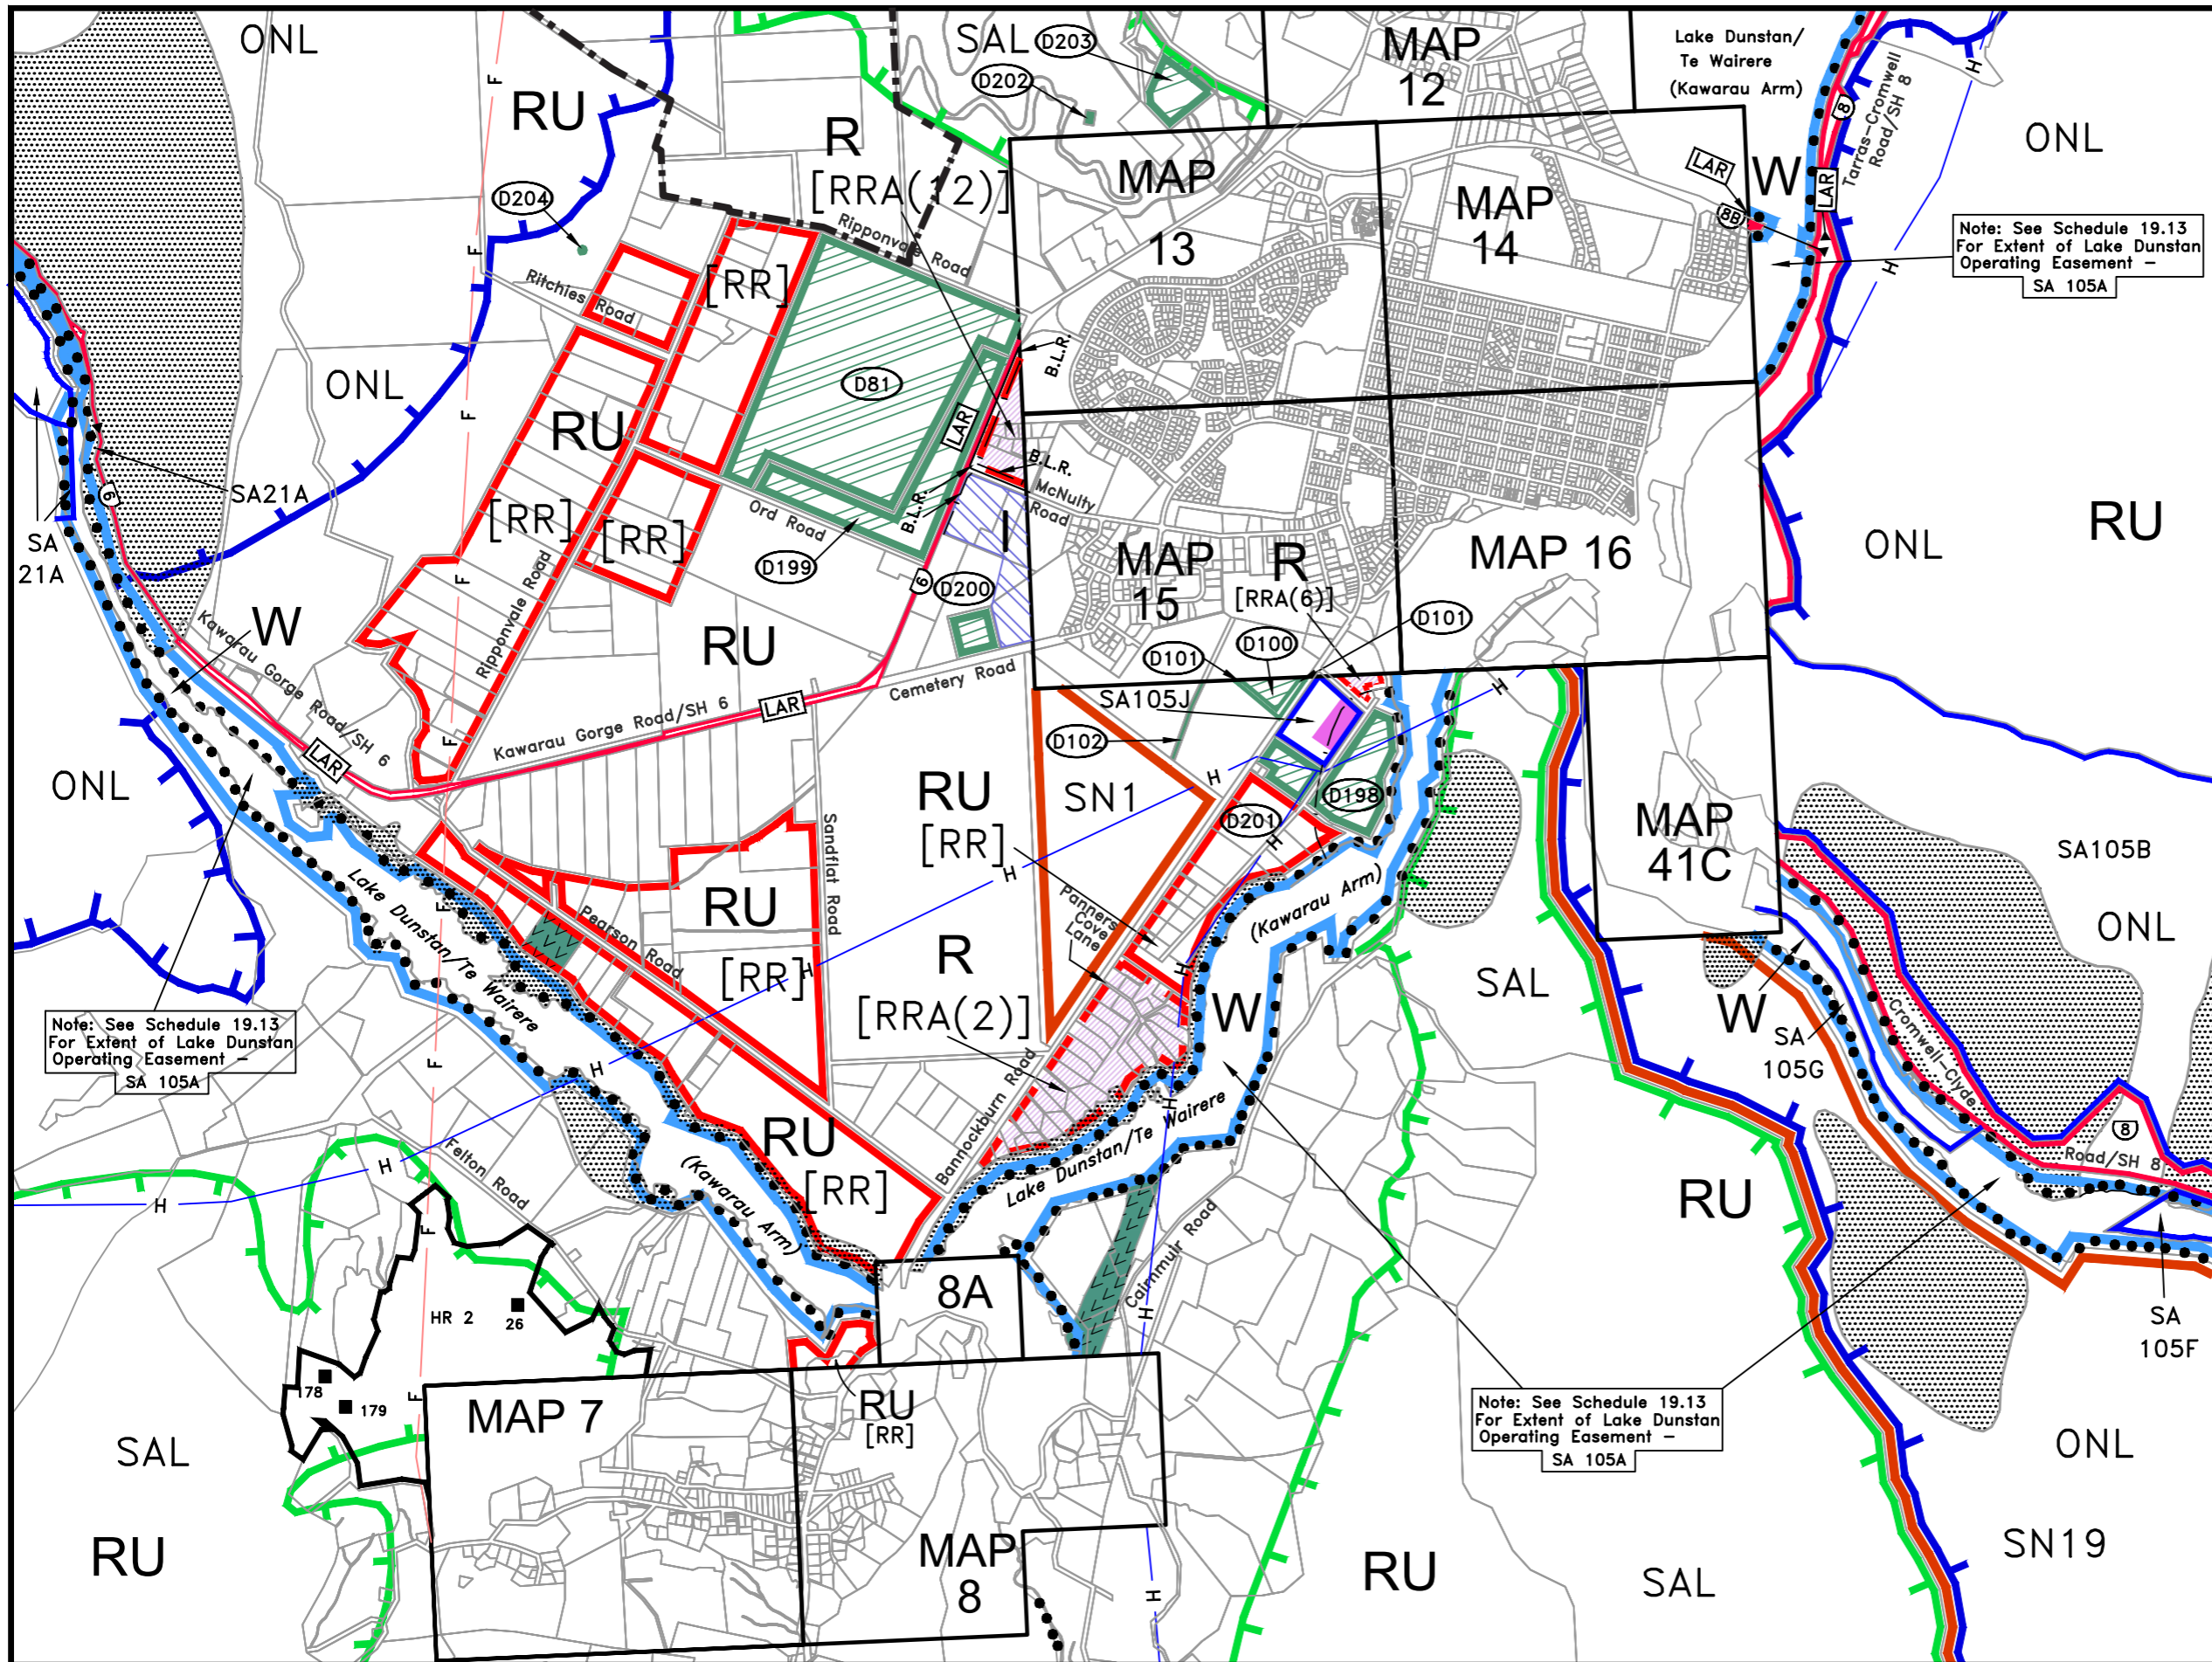 ONL
SAL
D203
D202
MAP
12
Lake Dunstan/
Te Wairere
(Kawarau Arm)
8
Tarras-Cromwell
Road/SH 8
H
F
RU
R
[RRA(12)]
MAP
13
MAP
14
LAR
W
LAR
8B
ONL
D204
F
Ripponvale Road
Note: See Schedule 19.13
For Extent of Lake Dunstan
Operating Easement –
SA 105A
H
Ritchies Road
[RR]
ONL
F
D81
B.L.R.
LAR
RU
B.L.R.
McNulty
Road
SA21A
6
[RR]
[RR]
Ord Road
B.L.R.
I
SA
21A
D199
6
D200
MAP
15
R
[RRA(6)]
MAP 16
ONL
RU
F
Ripponvale Road
W
Kawarau Gorge Road/SH 6
RU
D101
D100
D101
Cemetery Road
SA105J
H
LAR
Kawarau Gorge Road/SH 6
F
LAR
D102
ONL
RU
[RR]
SN1
H
D198
D201
H
MAP
41C
SA105B
Sandflat Road
H
Lake Dunstan/Te Wairere
F
Pearson Road
RU
[RR]
H
Panners
Cove
Lane
(Kawarau Arm)
ONL
R
[RRA(2)]
H
W
SAL
W
SA
105G
Cromwell-Clyde
Road/SH 8
8
Note: See Schedule 19.13
For Extent of Lake Dunstan
Operating Easement –
SA 105A
F
H
Bannockburn Road
H
Lake Dunstan/Te Wairere
RU
[RR]
(Kawarau Arm)
H
H
Felton Road
F
RU
Cairnmuir Road
H
8A
HR 2
26
SA
105F
178
179
F
MAP 7
RU
[RR]
Note: See Schedule 19.13
For Extent of Lake Dunstan
Operating Easement –
SA 105A
SAL
ONL
RU
MAP
8
H
RU
SAL
SN19